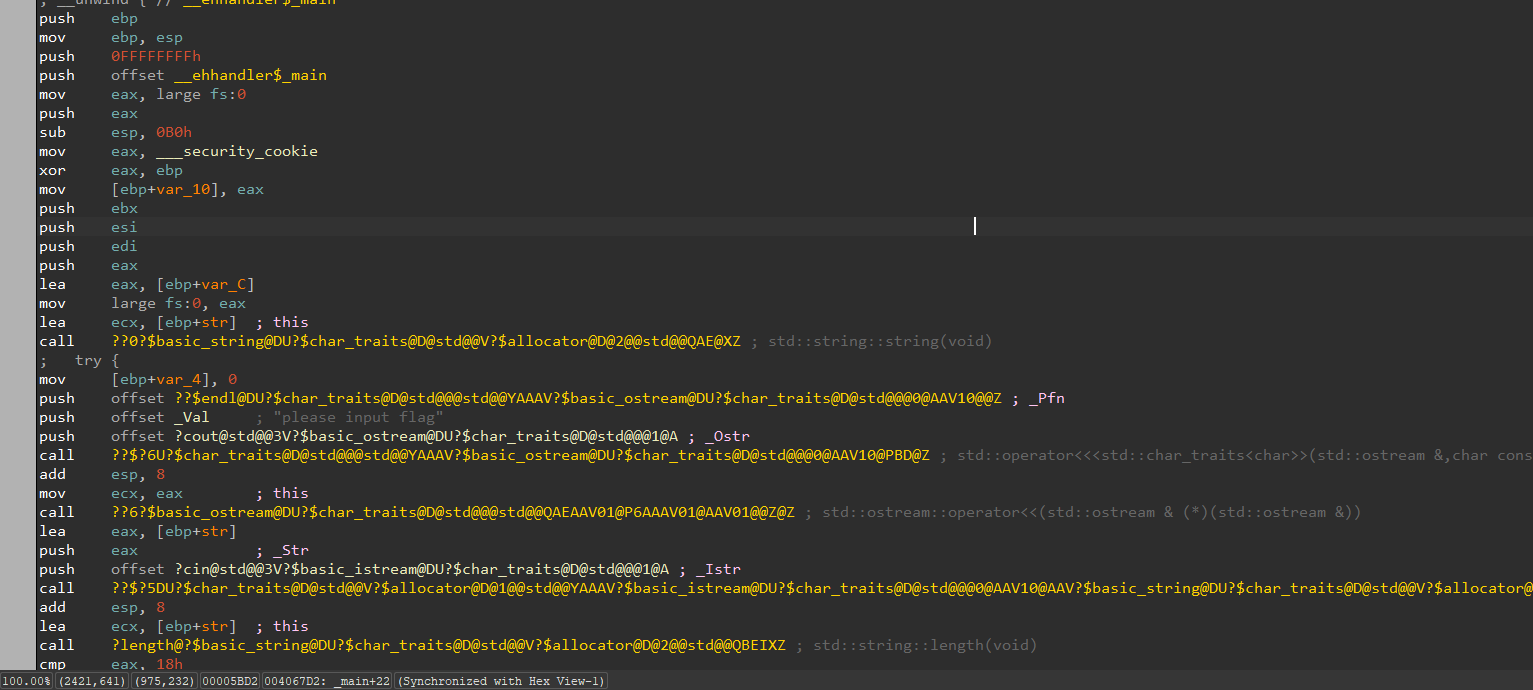 ; __unwind { // __ehhandler$_main
push ebp
mov ebp, esp
push 0FFFFFFFFh
push offset __ehhandler$_main
mov eax, large fs:0
push eax
sub esp, 0B0h
mov eax, ___security_cookie
xor eax, ebp
mov [ebp+var_10], eax
push ebx
push esi
push edi
push eax
lea eax, [ebp+var_C]
mov large fs:0, eax
lea ecx, [ebp+str] ; this
call ??0?$basic_string@DU?$char_traits@D@std@@V?$allocator@D@2@@std@@QAE@XZ ; std::string::string(void)
; try {
mov [ebp+var_4], 0
push offset ??$endl@DU?$char_traits@D@std@@@std@@YAAAV?$basic_ostream@DU?$char_traits@D@std@@@0@AAV10@@Z ; _Pfn
push offset _Val ; "please input flag"
push offset ?cout@std@@3V?$basic_ostream@DU?$char_traits@D@std@@@1@A ; _Ostr
call ??$?6U?$char_traits@D@std@@@std@@YAAAV?$basic_ostream@DU?$char_traits@D@std@@@0@AAV10@PBD@Z ; std::operator<<<std::char_traits<char>>(std::ostream &,char cons
add esp, 8
mov ecx, eax ; this
call ??6?$basic_ostream@DU?$char_traits@D@std@@@std@@QAEAAV01@P6AAAV01@AAV01@@Z@Z ; std::ostream::operator<<(std::ostream & (*)(std::ostream &))
lea eax, [ebp+str]
push eax ; _Str
push offset ?cin@std@@3V?$basic_istream@DU?$char_traits@D@std@@@1@A ; _Istr
call ??$?5DU?$char_traits@D@std@@V?$allocator@D@1@@std@@YAAAV?$basic_istream@DU?$char_traits@D@std@@@0@AAV10@AAV?$basic_string@DU?$char_traits@D@std@@V?$allocator@
add esp, 8
lea ecx, [ebp+str] ; this
call ?length@?$basic_string@DU?$char_traits@D@std@@V?$allocator@D@2@@std@@QBEIXZ ; std::string::length(void)
cmp eax, 18h
100.00% (2421,641) (975,232) 00005BD2 004067D2: _main+22 (Synchronized with Hex View-1)